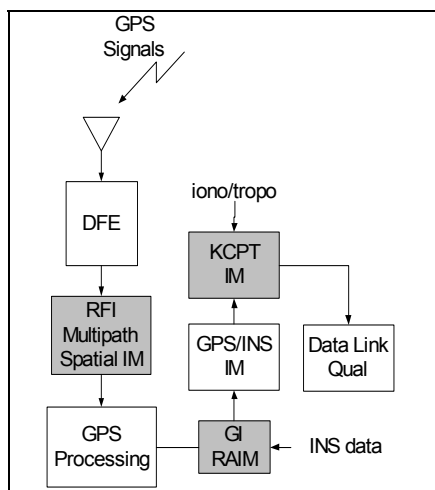 GPS
Signals
DFE
RFI
Multipath
Spatial IM
GPS
Processing
iono/tropo
KCPT
IM
GPS/INS
IM
Data Link
Qual
GI
RAIM
INS data